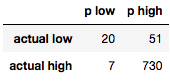 p low p high
actual low 20 51
actual high 7 730